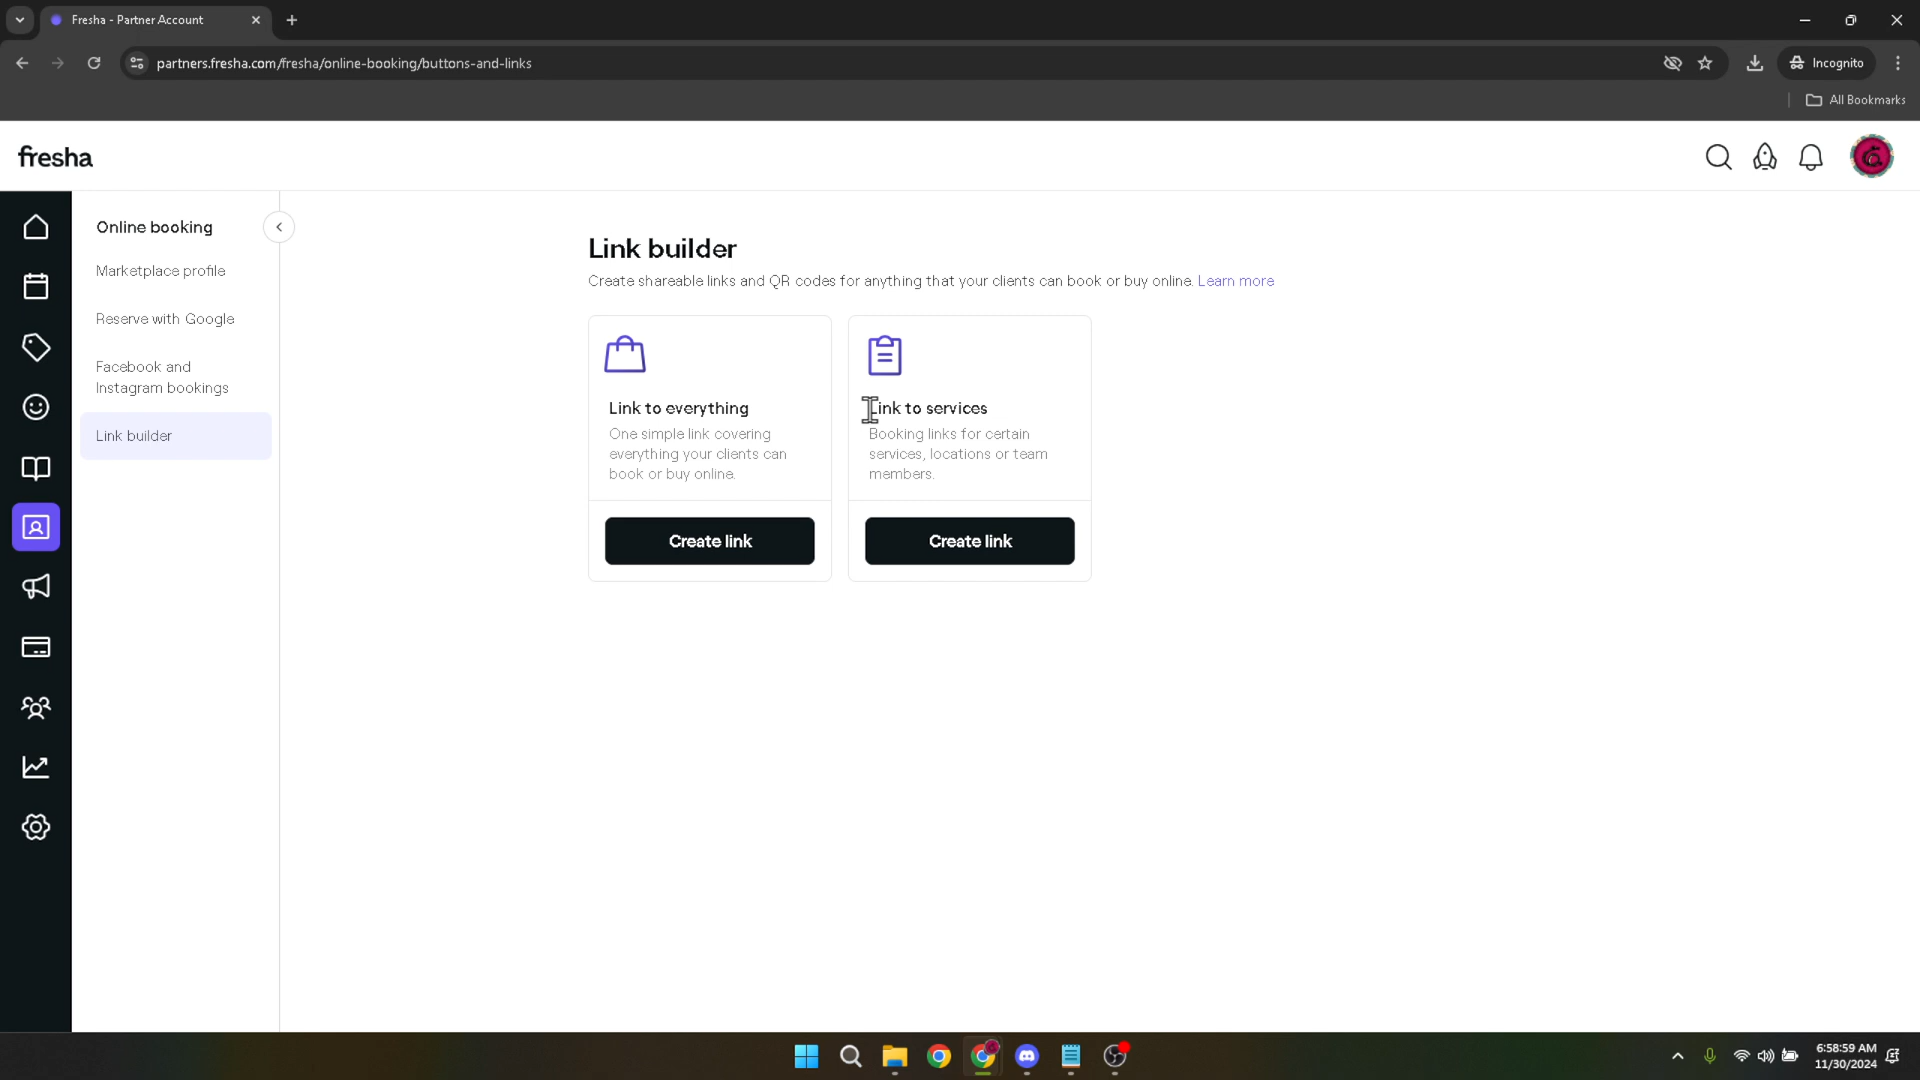 Fresha - Partner Account
partners.fresha.com/fresha/online-booking/buttons-and-links
Incognito
All Bookmarks
fresha
Online booking
Marketplace profile
Reserve with Google
Facebook and
Instagram bookings
Link builder
Link builder
Create shareable links and QR codes for anything that your clients can book or buy online. Learn more
Link to everything
One simple link covering
everything your clients can
book or buy online.
Create link
Link to services
Booking links for certain
services, locations or team
members.
Create link
6:58:59 AM
11/30/2024